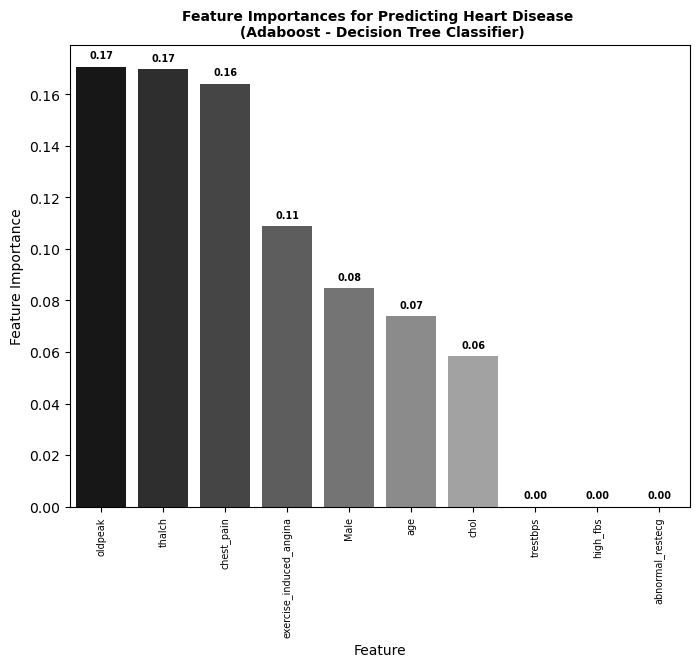 Feature Importances for Predicting Heart Disease
(Adaboost - Decision Tree Classifier)
Feature Importance
0.16
0.14
0.12
0.10
0.08
0.06
0.04
0.02
0.00
0.17
0.17
0.16
0.11
0.08
0.07
0.06
0.00
0.00
0.00
oldpeak
thalch
chest_pain
exercise_induced_angina
Male
age
chol
trestbps
high_fbs
abnormal_restecg
Feature